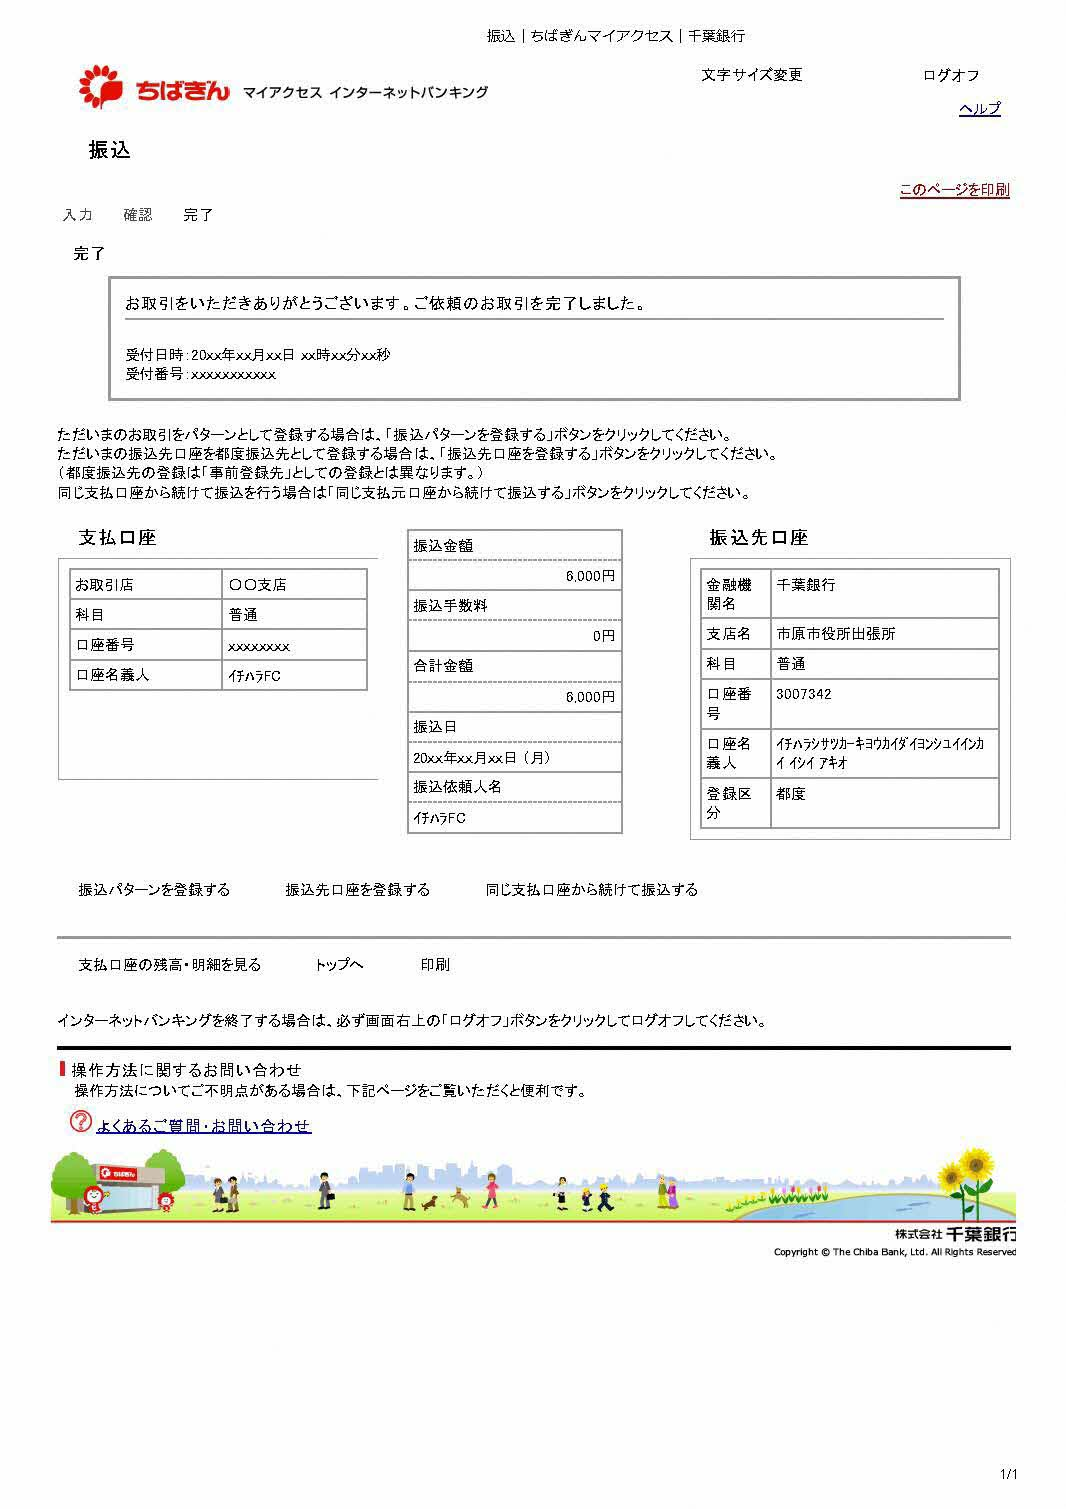 振込｜ちばぎんマイアクセス｜千葉銀行
ちばぎん マイアクセス インターネットバンキング
文字サイズ変更 ログオフ
ヘルプ
振込
このページを印刷
入力 確認 完了
完了
お取引をいただきありがとうございます。ご依頼のお取引を完了しました。
受付日時：20xx年xx月xx日 xx時xx分xx秒
受付番号：xxxxxxxxxxx
ただいまのお取引をパターンとして登録する場合は、「振込パターンを登録する」ボタンをクリックしてください。
ただいまの振込先口座を都度振込先として登録する場合は、「振込先口座を登録する」ボタンをクリックしてください。
（都度振込先の登録は「事前登録先」としての登録とは異なります。）
同じ支払口座から続けて振込を行う場合は「同じ支払元口座から続けて振込する」ボタンをクリックしてください。
支払口座
お取引店 〇〇支店
科目 普通
口座番号 xxxxxxxx
口座名義人 ｲﾁﾊﾗFC
振込金額
6,000円
振込手数料
0円
合計金額
6,000円
振込日
20xx年xx月xx日（月）
振込依頼人名
ｲﾁﾊﾗFC
振込先口座
金融機関名 千葉銀行
支店名 市原市役所出張所
科目 普通
口座番号 3007342
口座名義人 ｲﾁﾊﾗｼｻﾂｶｰｷﾖｳｶｲﾀﾞｲﾖﾝｼﾕｲｲﾝｶ
ｲ ｲｼｲ ｱｷｵ
登録区分 都度
振込パターンを登録する 振込先口座を登録する 同じ支払口座から続けて振込する
支払口座の残高・明細を見る トップへ 印刷
インターネットバンキングを終了する場合は、必ず画面右上の「ログオフ」ボタンをクリックしてログオフしてください。
操作方法に関するお問い合わせ
操作方法についてご不明点がある場合は、下記ページをご覧いただくと便利です。
よくあるご質問・お問い合わせ
ちばぎん
株式会社 千葉銀行
Copyright © The Chiba Bank, Ltd. All Rights Reserved
1/1